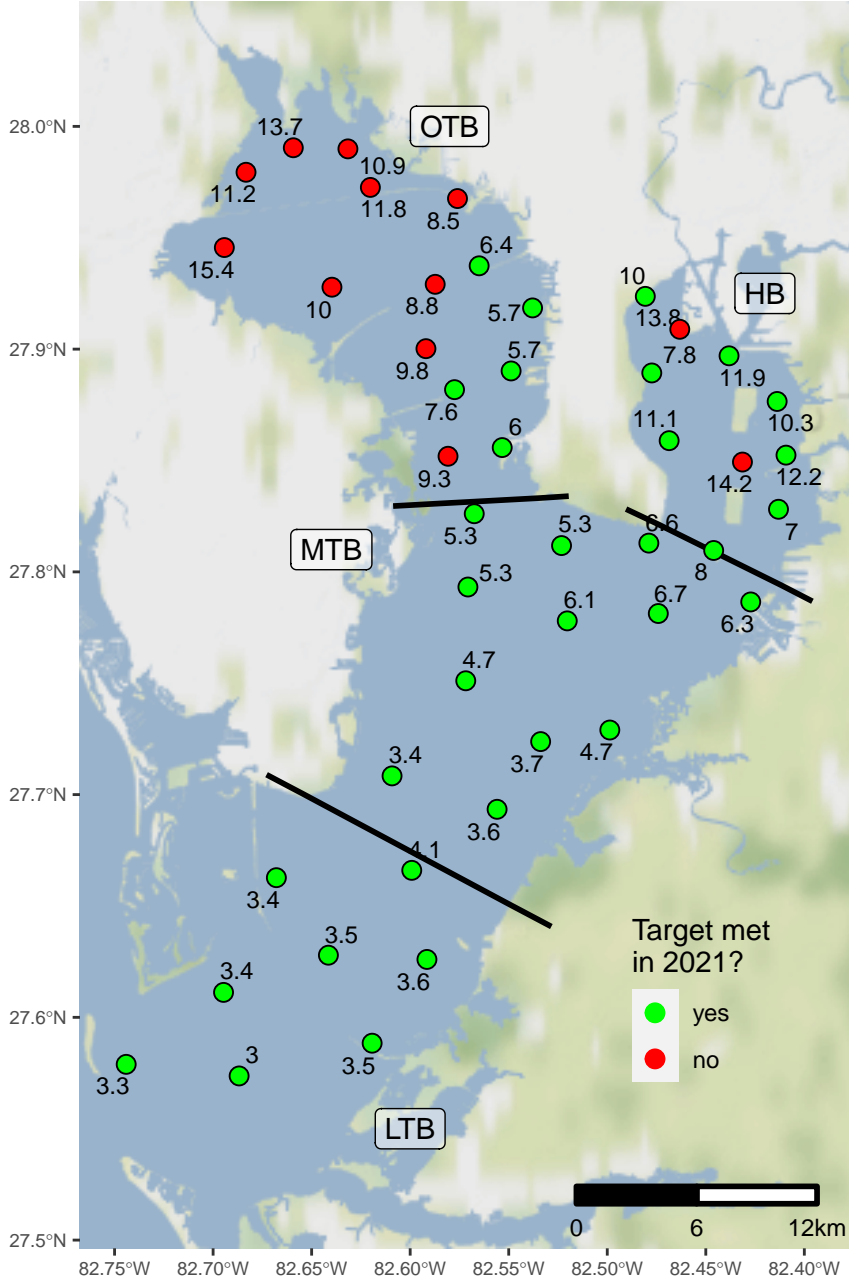 28.0°N
27.9°N
27.8°N
27.7°N
27.6°N
27.5°N
OTB
13.7
10.9
11.2
11.8
8.5
6.4
15.4
10
8.8
5.7
9.8
5.7
7.6
6
9.3
HB
10
13.8
7.8
11.9
10.3
11.1
14.2
12.2
7
MTB
5.3
5.3
6.6
8
5.3
6.1
6.7
6.3
4.7
3.4
3.7
4.7
3.6
4.1
3.4
3.5
3.6
3.4
3.5
3
3.3
LTB
Target met
in 2021?
yes
no
0 6 12km
82.75°W 82.70°W 82.65°W 82.60°W 82.55°W 82.50°W 82.45°W 82.40°W